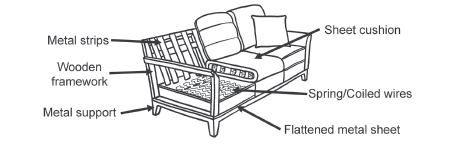 Metal strips
Sheet cushion
Wooden
framework
Spring/Coiled wires
Metal support
Flattened metal sheet